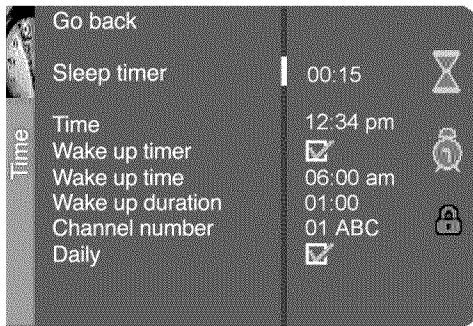 Go back
Sleep timer 00:15
Time 12:34 pm
Wake up timer
Wake up time 06:00 am
Wake up duration 01:00
Channel number 01 ABC
Daily
Time